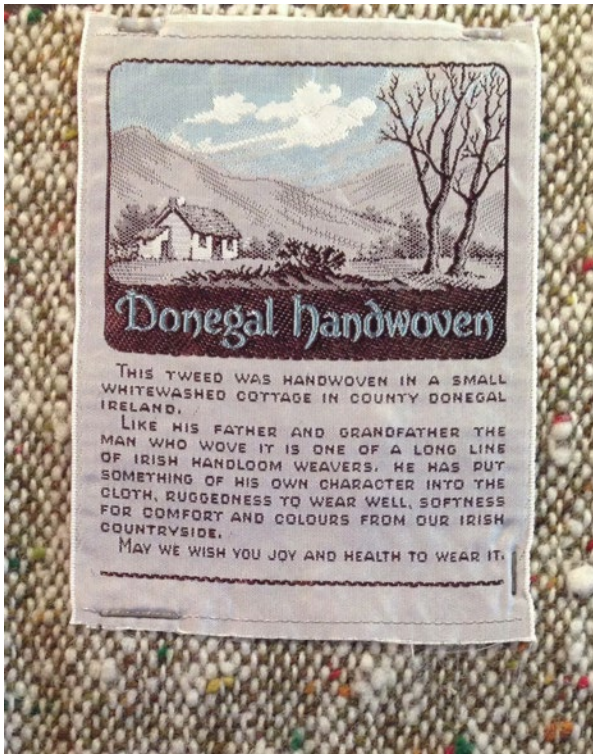 Donegal handwoven
THIS TWEED WAS HANDWOVEN IN A SMALL
WHITEWASHED COTTAGE IN COUNTY DONEGAL
IRELAND.
LIKE HIS FATHER AND GRANDFATHER THE
MAN WHO WOVE IT IS ONE OF A LONG LINE
OF IRISH HANDLOOM WEAVERS. HE HAS PUT
SOMETHING OF HIS OWN CHARACTER INTO THE
CLOTH, RUGGEDNESS TO WEAR WELL, SOFTNESS
FOR COMFORT AND COLOURS FROM OUR IRISH
COUNTRYSIDE.
MAY WE WISH YOU JOY AND HEALTH TO WEAR IT.